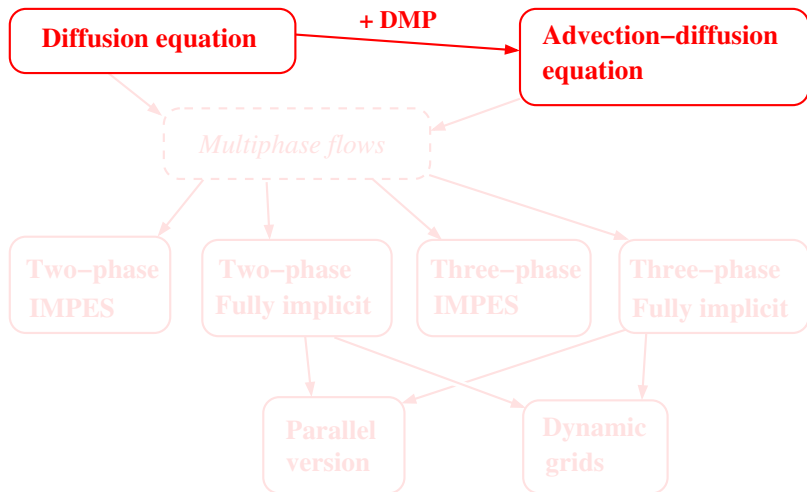 + DMP
Diffusion equation
Advection−diffusion
equation
Multiphase flows
Two−phase
IMPES
Two−phase
Fully implicit
Three−phase
IMPES
Three−phase
Fully implicit
Parallel
version
Dynamic
grids